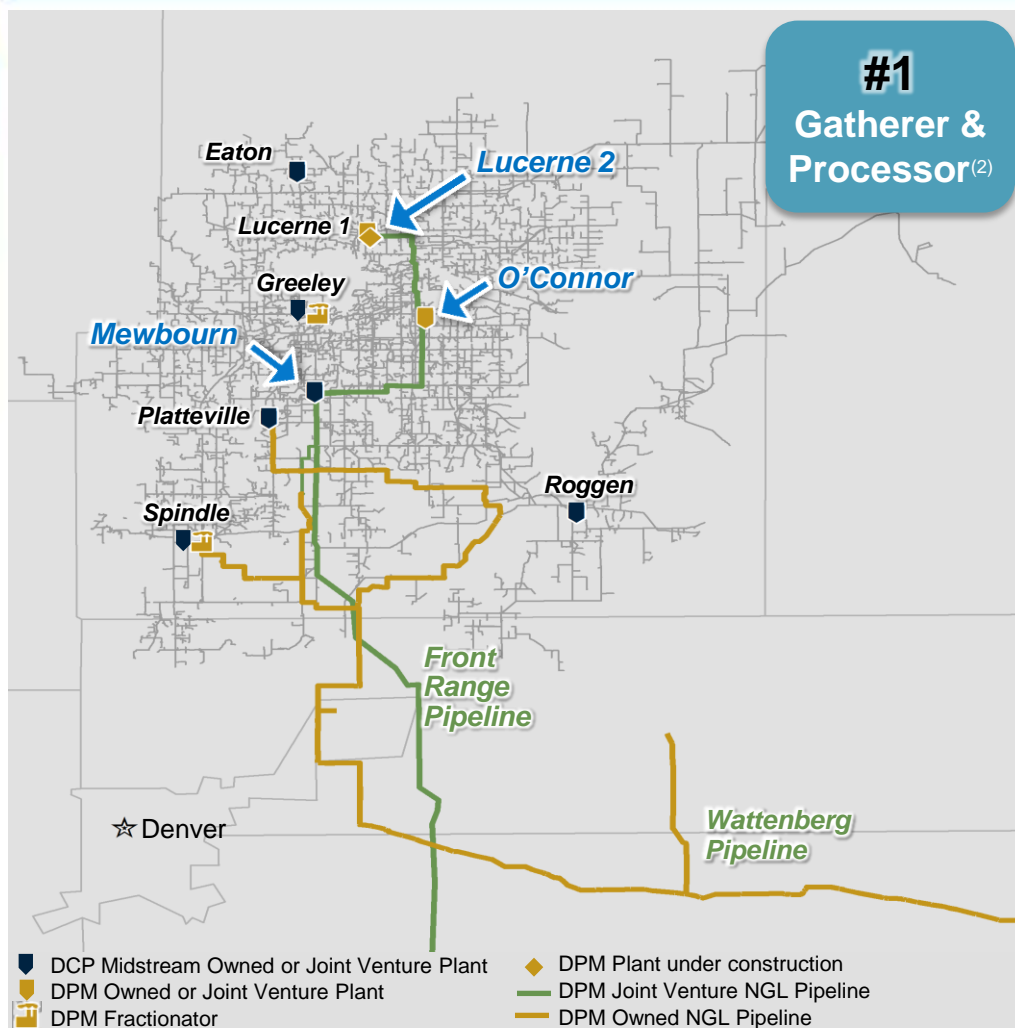 #1
Gatherer &
Processor(2)
Eaton
Lucerne 2
Lucerne 1
Greeley
O’Connor
Mewbourn
Platteville
Roggen
Spindle
Front
Range
Pipeline
Wattenberg
Pipeline
Denver
DCP Midstream Owned or Joint Venture Plant
DPM Owned or Joint Venture Plant
DPM Fractionator
DPM Plant under construction
DPM Joint Venture NGL Pipeline
DPM Owned NGL Pipeline